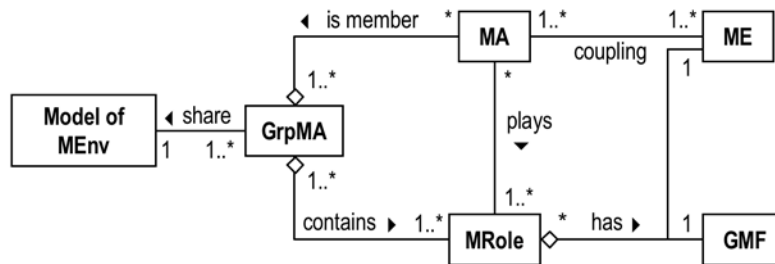 ◄ is member
*
MA
1..*
1..*
ME
coupling
1..*
*
1
Model of
MEnv
◄ share
GrpMA
plays
▼
1
1..*
1..*
1..*
contains ►
1..*
MRole
*
has ►
1
GMF